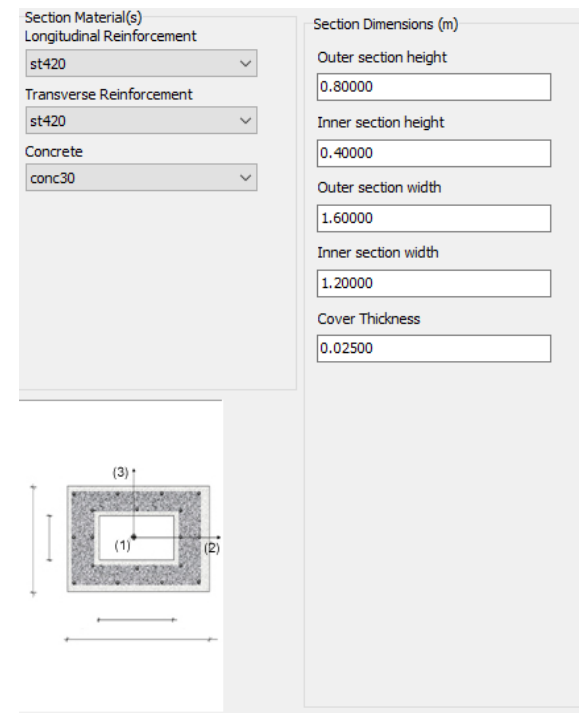 Section Material(s)
Longitudinal Reinforcement
st420
Transverse Reinforcement
st420
Concrete
conc30
Section Dimensions (m)
Outer section height
0.80000
Inner section height
0.40000
Outer section width
1.60000
Inner section width
1.20000
Cover Thickness
0.02500
(3)
(1)
(2)